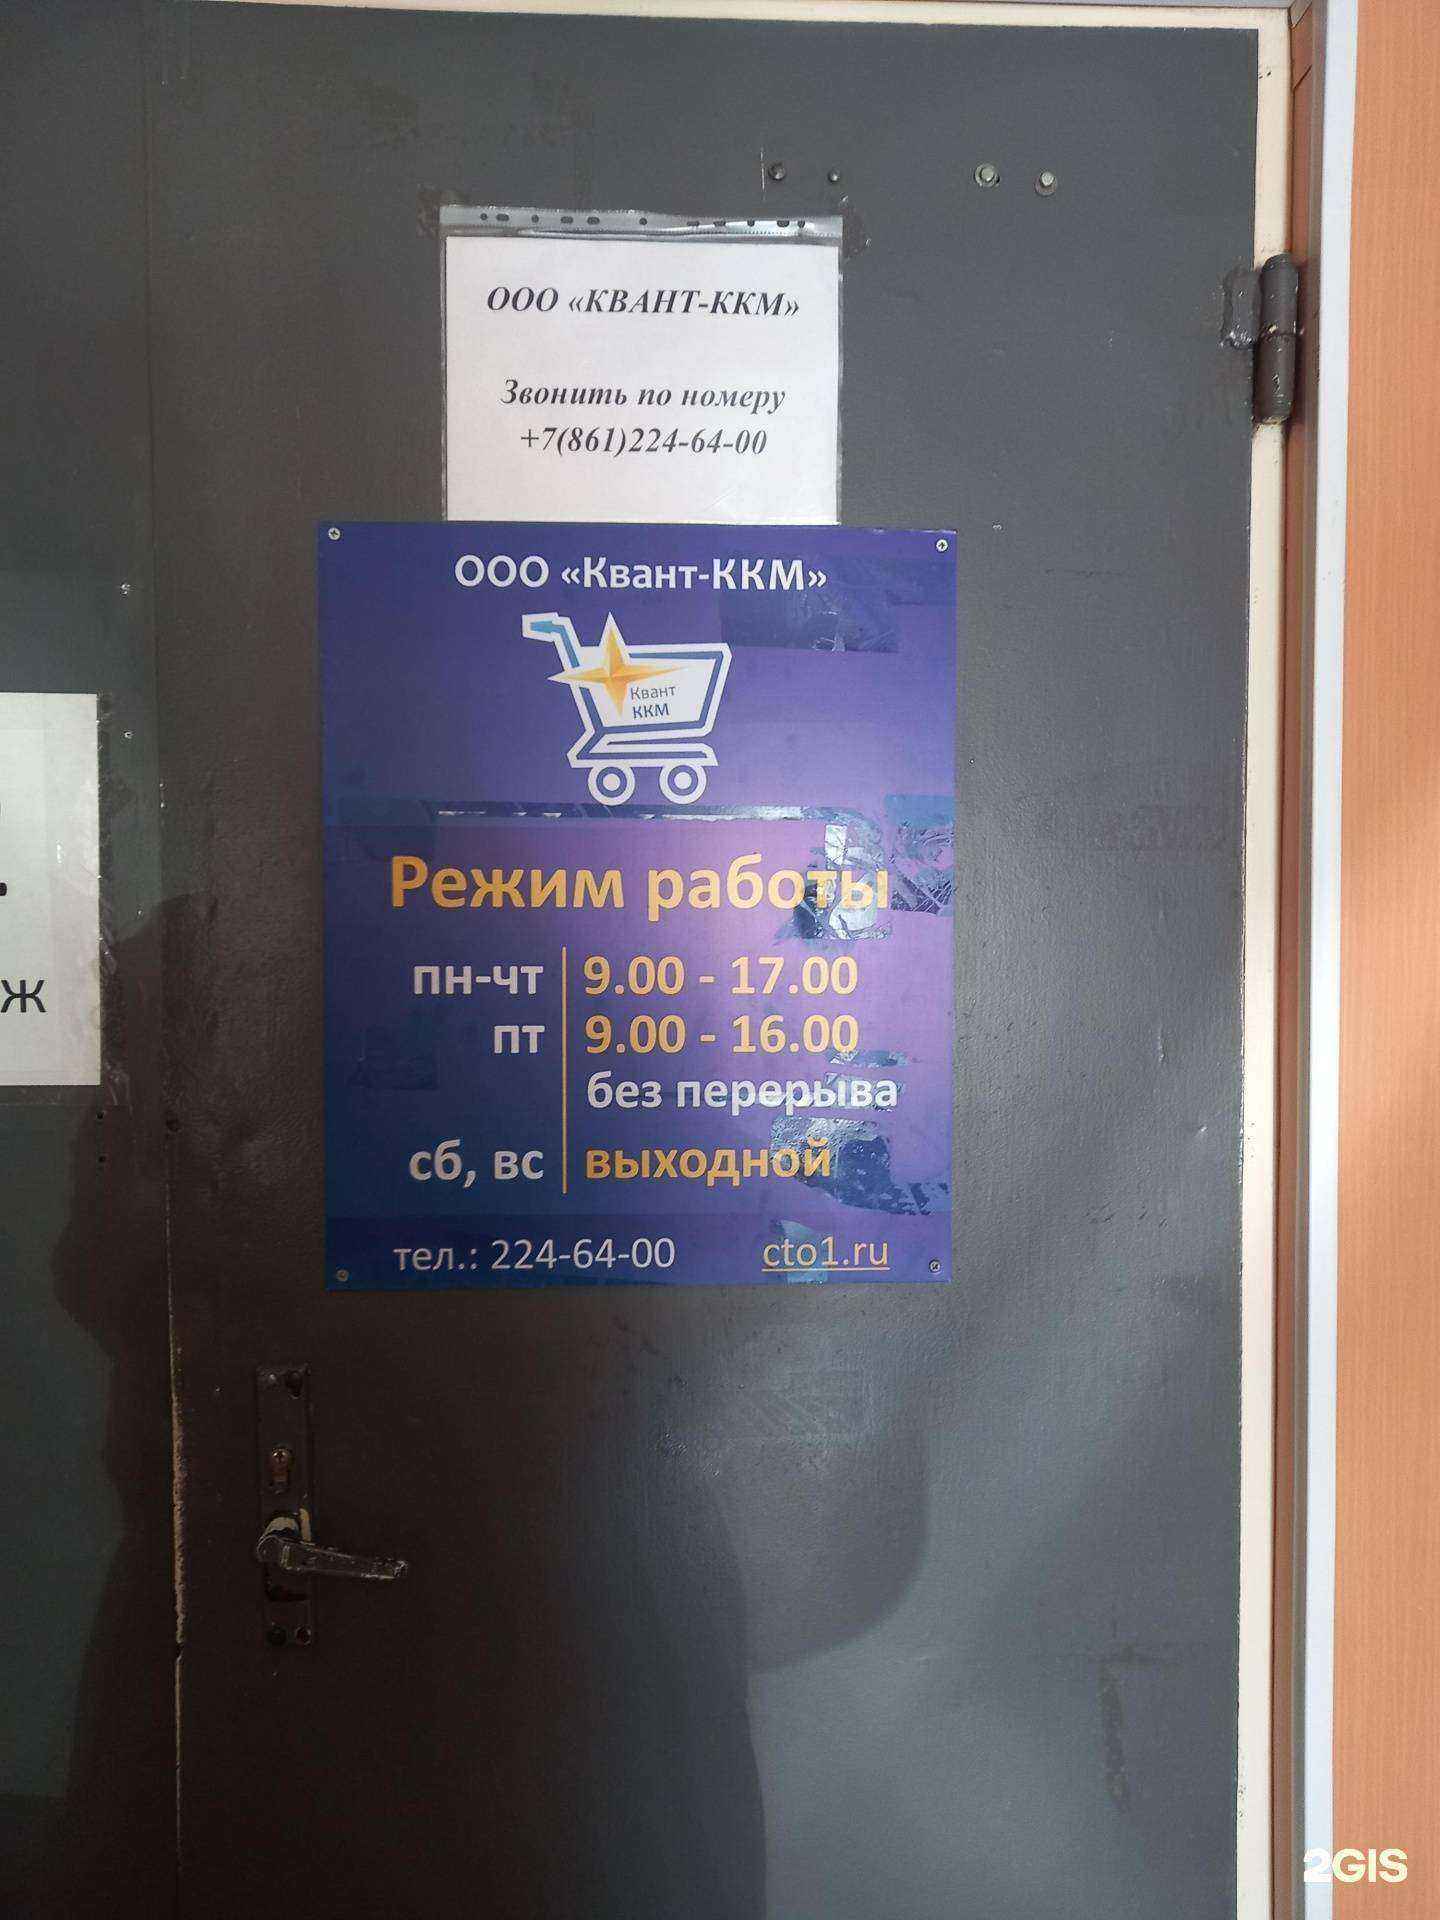 ООО «КВАНТ-ККМ»
Звонить по номеру
+7(861)224-64-00
ООО «Квант-ККМ»
Квант
ККМ
Режим работы
пн-чт 9.00 - 17.00
пт 9.00 - 16.00
без перерыва
сб, вс выходной
тел.: 224-64-00 cto1.ru
ж
2GIS